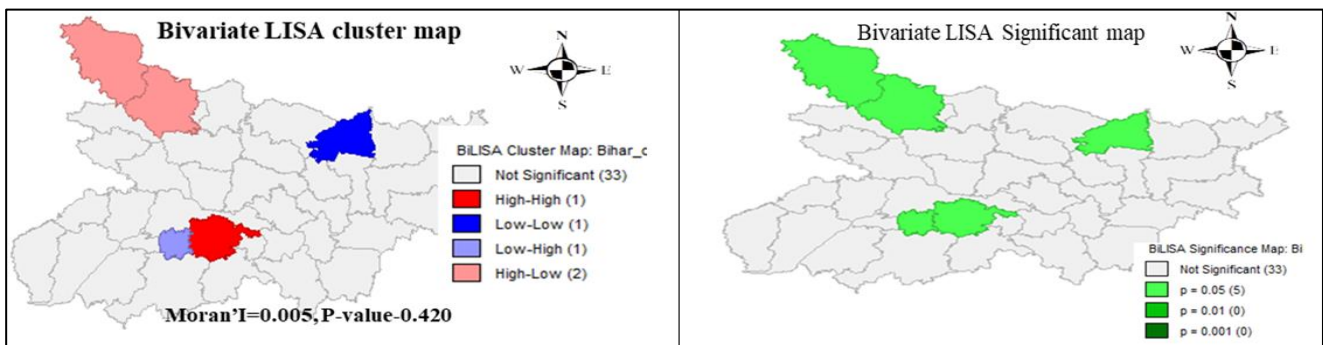 Bivariate LISA cluster map
N
W E
S
BiLISA Cluster Map: Bihar_c
Not Significant (33)
High-High (1)
Low-Low (1)
Low-High (1)
High-Low (2)
Moran'I=0.005, P-value-0.420
Bivariate LISA Significant map
N
W E
S
BiLISA Significance Map: Bi
Not Significant (33)
p = 0.05 (5)
p = 0.01 (0)
p = 0.001 (0)